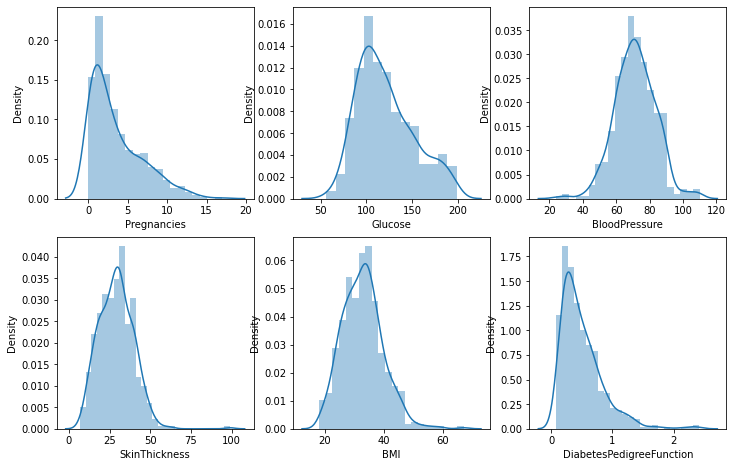 0.20
0.15
0.10
0.05
0.00
Density
0 5 10 15 20
Pregnancies
0.016
0.014
0.012
0.010
0.008
0.006
0.004
0.002
0.000
Density
50 100 150 200
Glucose
0.035
0.030
0.025
0.020
0.015
0.010
0.005
0.000
Density
20 40 60 80 100 120
BloodPressure
0.040
0.035
0.030
0.025
0.020
0.015
0.010
0.005
0.000
Density
0 25 50 75 100
SkinThickness
0.06
0.05
0.04
0.03
0.02
0.01
0.00
Density
20 40 60
BMI
1.75
1.50
1.25
1.00
0.75
0.50
0.25
0.00
Density
0 1 2
DiabetesPedigreeFunction